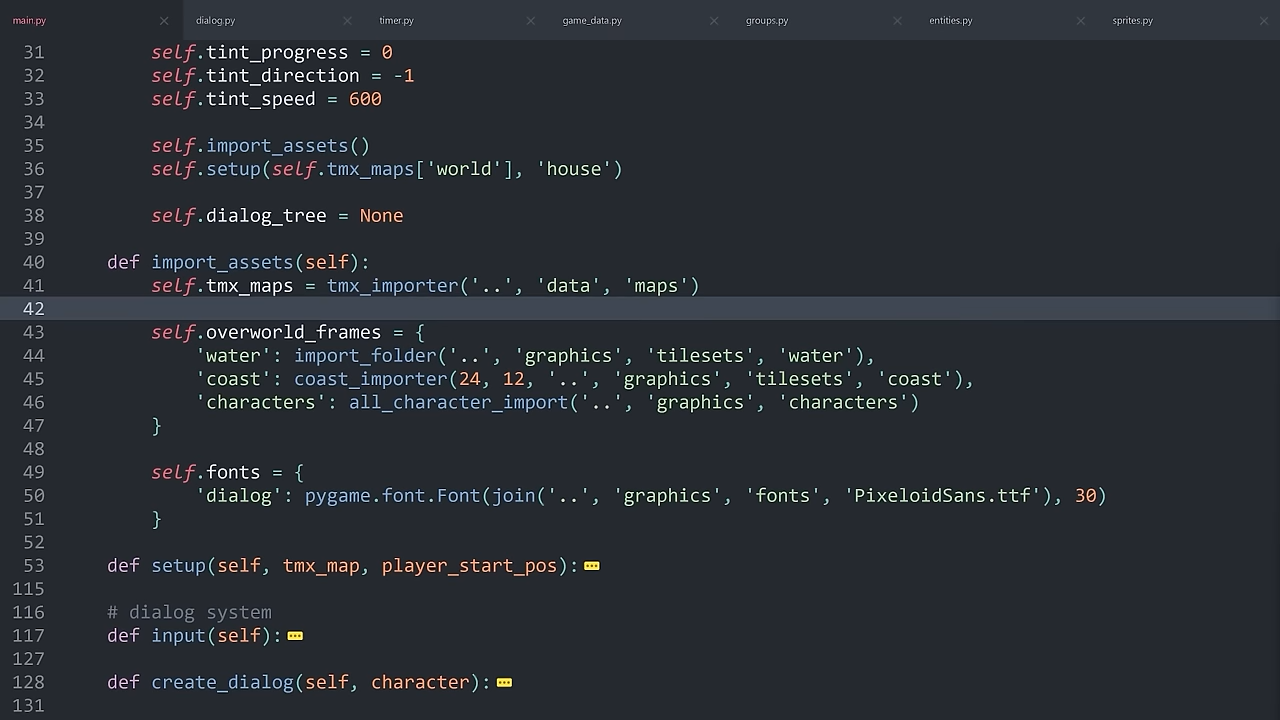 main.py dialog.py timer.py game_data.py groups.py entities.py sprites.py
31 self.tint_progress = 0
32 self.tint_direction = -1
33 self.tint_speed = 600
34
35 self.import_assets()
36 self.setup(self.tmx_maps['world'], 'house')
37
38 self.dialog_tree = None
39
40 def import_assets(self):
41 self.tmx_maps = tmx_importer('..', 'data', 'maps')
42
43 self.overworld_frames = {
44 'water': import_folder('..', 'graphics', 'tilesets', 'water'),
45 'coast': coast_importer(24, 12, '..', 'graphics', 'tilesets', 'coast'),
46 'characters': all_character_import('..', 'graphics', 'characters')
47 }
48
49 self.fonts = {
50 'dialog': pygame.font.Font(join('..', 'graphics', 'fonts', 'PixeloidSans.ttf'), 30)
51 }
52
53 def setup(self, tmx_map, player_start_pos):
115
116 # dialog system
117 def input(self):
127
128 def create_dialog(self, character):
131